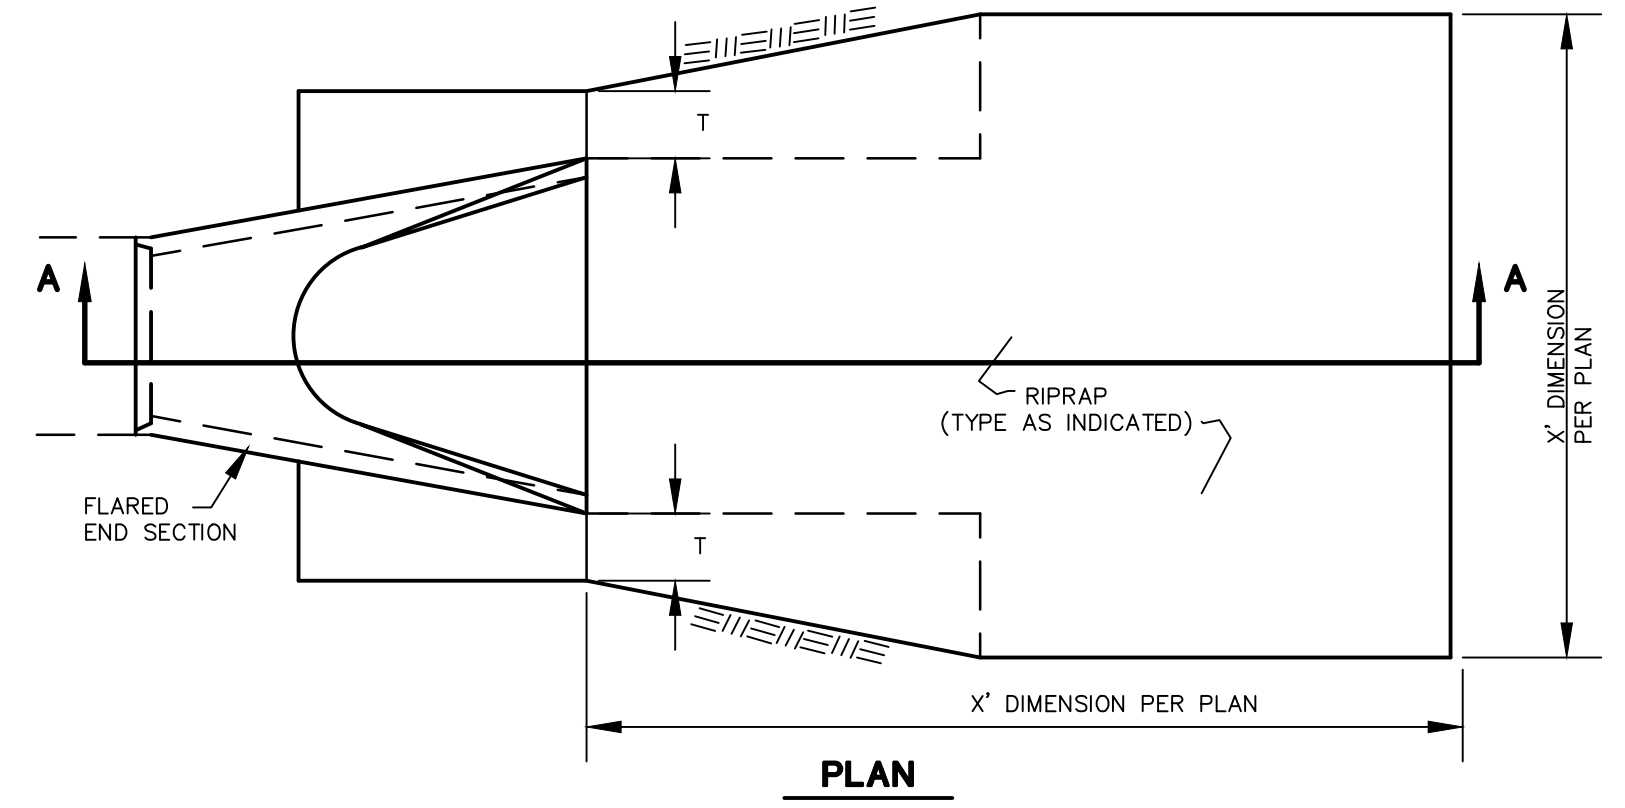 T
A
A
X' DIMENSION
PER PLAN
RIPRAP
(TYPE AS INDICATED)
FLARED
END SECTION
T
X' DIMENSION PER PLAN
PLAN